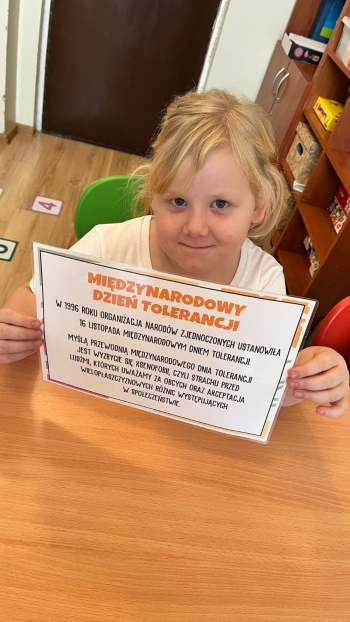 MIĘDZYNARODOWY
DZIEŃ TOLERANCJI
W 1996 ROKU ORGANIZACJA NARODÓW ZJEDNOCZONYCH USTANOWIŁA
16 LISTOPADA MIĘDZYNARODOWYM DNIEM TOLERANCJI.
MYŚLĄ PRZEWODNIĄ MIĘDZYNARODOWEGO DNIA TOLERANCJI
JEST WYZBYCIE SIĘ KSENOFOBII, CZYLI STRACHU PRZED
LUDŹMI, KTÓRYCH UWAŻAMY ZA OBCYCH ORAZ AKCEPTACJA
WIELOPŁASZCZYZNOWYCH RÓŻNIC WYSTĘPUJĄCYCH
W SPOŁECZEŃSTWIE.
4